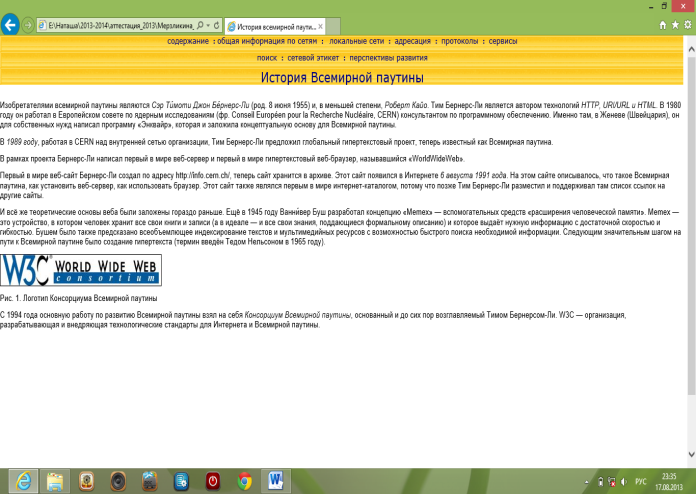 E:\Наташа\2013-2014\аттестация_2013\Мерзликина_
История всемирной паути...
содержание : общая информация по сетям : локальные сети : адресация : протоколы : сервисы
поиск : сетевой этикет : перспективы развития
История Всемирной паутины
Изобретателями всемирной паутины являются Сэр Ти́моти Джон Бе́рнерс-Ли (род. 8 июня 1955) и, в меньшей степени, Роберт Кайо. Тим Бернерс-Ли является автором технологий HTTP, URI/URL и HTML. В 1980
году он работал в Европейском совете по ядерным исследованиям (фр. Conseil Européen pour la Recherche Nucléaire, CERN) консультантом по программному обеспечению. Именно там, в Женеве (Швейцария), он
для собственных нужд написал программу «Энквайр», которая и заложила концептуальную основу для Всемирной паутины.
В 1989 году, работая в CERN над внутренней сетью организации, Тим Бернерс-Ли предложил глобальный гипертекстовый проект, теперь известный как Всемирная паутина.
В рамках проекта Бернерс-Ли написал первый в мире веб-сервер и первый в мире гипертекстовый веб-браузер, называвшийся «WorldWideWeb».
Первый в мире веб-сайт Бернерс-Ли создал по адресу http://info.cern.ch/, теперь сайт хранится в архиве. Этот сайт появился в Интернете 6 августа 1991 года. На этом сайте описывалось, что такое Всемирная
паутина, как установить веб-сервер, как использовать браузер. Этот сайт также являлся первым в мире интернет-каталогом, потому что позже Тим Бернерс-Ли разместил и поддерживал там список ссылок на
другие сайты.
И всё же теоретические основы веба были заложены гораздо раньше. Ещё в 1945 году Ванни́вер Буш разработал концепцию «Memex» — вспомогательных средств «расширения человеческой памяти». Memex —
это устройство, в котором человек хранит все свои книги и записи (а в идеале — и все свои знания, поддающиеся формальному описанию) и которое выдаёт нужную информацию с достаточной скоростью и
гибкостью. Бушем было также предсказано всеобъемлющее индексирование текстов и мультимедийных ресурсов с возможностью быстрого поиска необходимой информации. Следующим значительным шагом на
пути к Всемирной паутине было создание гипертекста (термин введён Тедом Нельсоном в 1965 году).
W3C® WORLD WIDE WEB
consortium
Рис. 1. Логотип Консорциума Всемирной паутины
С 1994 года основную работу по развитию Всемирной паутины взял на себя Консорциум Всемирной паутины, основанный и до сих пор возглавляемый Тимом Бернерсом-Ли. W3C — организация,
разрабатывающая и внедряющая технологические стандарты для Интернета и Всемирной паутины.
РУС
23:35
17.08.2013